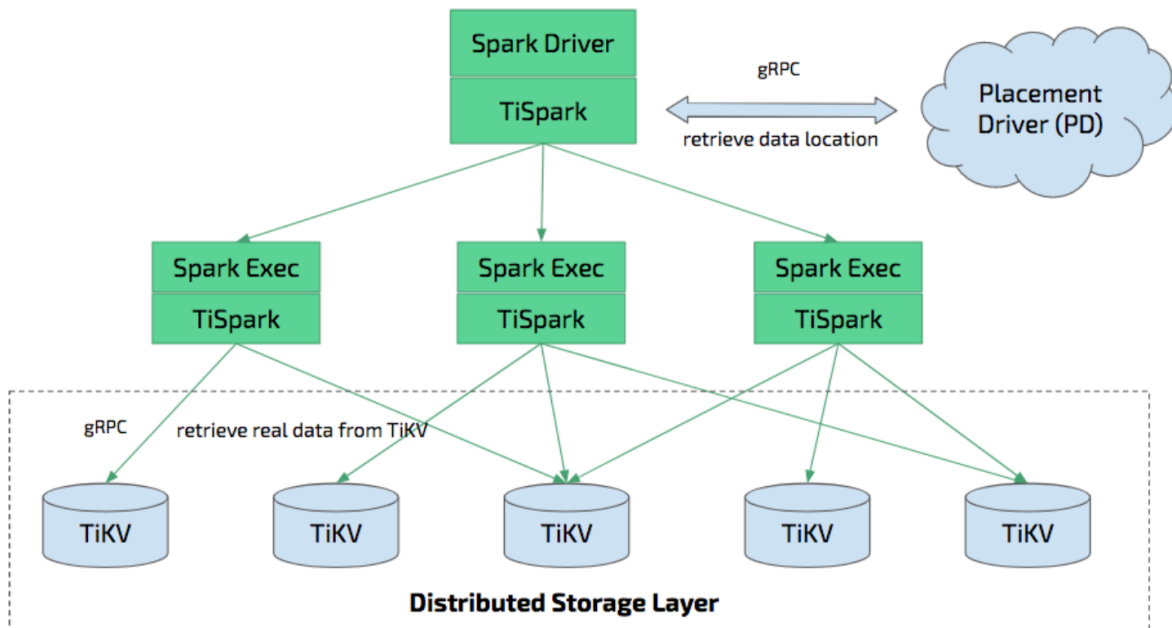 Spark Driver
TiSpark
gRPC
retrieve data location
Placement
Driver (PD)
Spark Exec
TiSpark
Spark Exec
TiSpark
Spark Exec
TiSpark
gRPC
retrieve real data from TiKV
TiKV
TiKV
TiKV
TiKV
TiKV
Distributed Storage Layer